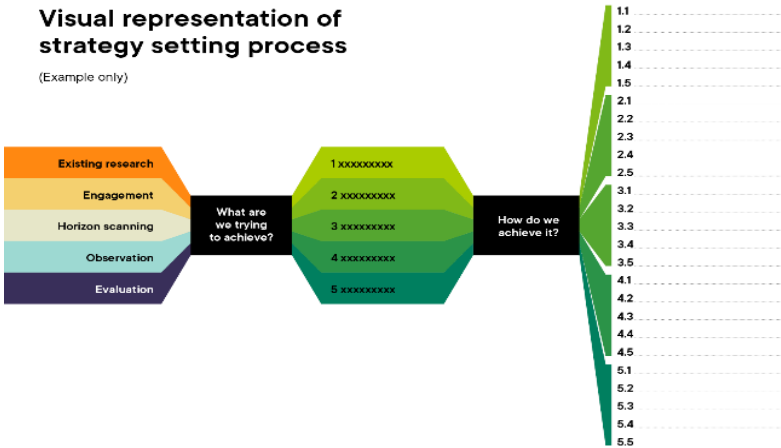 Visual representation of
strategy setting process
(Example only)
Existing research
Engagement
Horizon scanning
Observation
Evaluation
What are
we trying
to achieve?
1 xxxxxxxxx
2 xxxxxxxxx
3 xxxxxxxxx
4 xxxxxxxxx
5 xxxxxxxxx
How do we
achieve it?
1.1
1.2
1.3
1.4
1.5
2.1
2.2
2.3
2.4
2.5
3.1
3.2
3.3
3.4
3.5
4.1
4.2
4.3
4.4
4.5
5.1
5.2
5.3
5.4
5.5